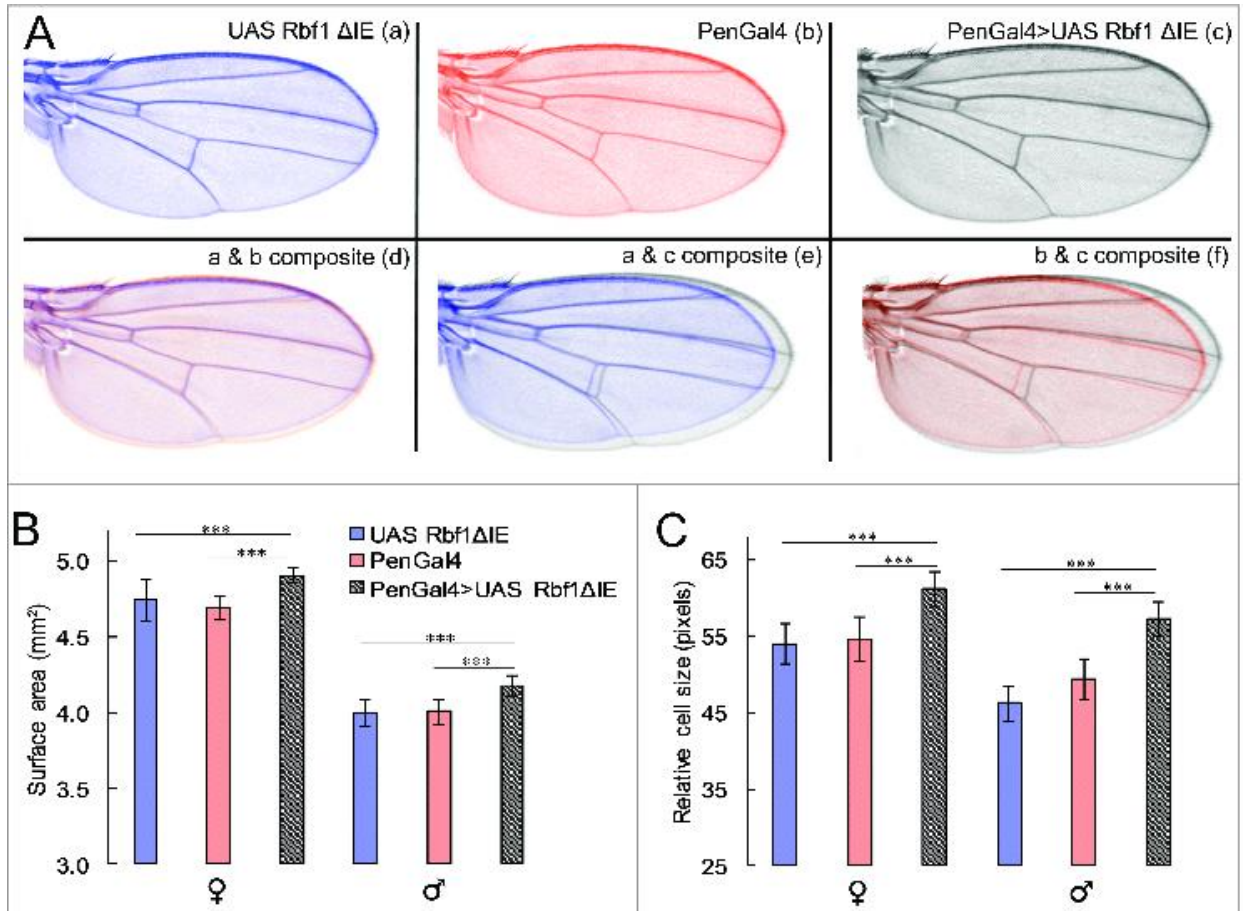 A
UAS Rbf1 ΔIE (a)
PenGal4 (b)
PenGal4>UAS Rbf1 ΔIE (c)
a & b composite (d)
a & c composite (e)
b & c composite (f)
B
Surface area (mm²)
5.0
4.5
4.0
3.5
3.0
***
***
***
***
UAS Rbf1ΔIE
PenGal4
PenGal4>UAS Rbf1ΔIE
♀
♂
C
Relative cell size (pixels)
65
55
45
35
25
***
***
***
***
♀
♂